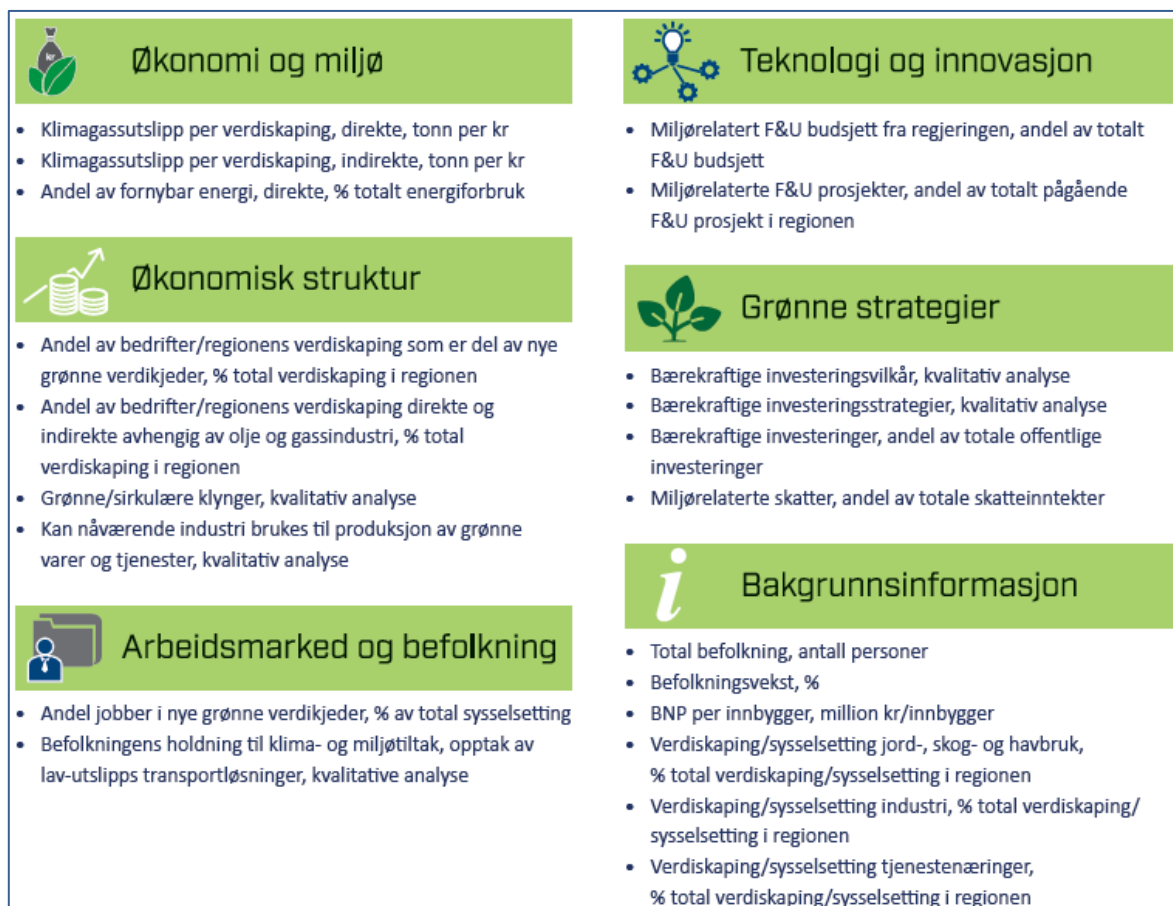 Økonomi og miljø
• Klimagassutslipp per verdiskaping, direkte, tonn per kr
• Klimagassutslipp per verdiskaping, indirekte, tonn per kr
• Andel av fornybar energi, direkte, % totalt energiforbruk
Økonomisk struktur
• Andel av bedrifter/regionens verdiskaping som er del av nye
grønne verdikjeder, % total verdiskaping i regionen
• Andel av bedrifter/regionens verdiskaping direkte og
indirekte avhengig av olje og gassindustri, % total
verdiskaping i regionen
• Grønne/sirkulære klynger, kvalitativ analyse
• Kan nåværende industri brukes til produksjon av grønne
varer og tjenester, kvalitativ analyse
Arbeidsmarked og befolkning
• Andel jobber i nye grønne verdikjeder, % av total sysselsetting
• Befolkningens holdning til klima- og miljøtiltak, opptak av
lav-utslipps transportløsninger, kvalitative analyse
Teknologi og innovasjon
• Miljørelatert F&U budsjett fra regjeringen, andel av totalt
F&U budsjett
• Miljørelaterte F&U prosjekter, andel av totalt pågående
F&U prosjekt i regionen
Grønne strategier
• Bærekraftige investeringsvilkår, kvalitativ analyse
• Bærekraftige investeringsstrategier, kvalitativ analyse
• Bærekraftige investeringer, andel av totale offentlige
investeringer
• Miljørelaterte skatter, andel av totale skatteinntekter
Bakgrunnsinformasjon
• Total befolkning, antall personer
• Befolkningsvekst, %
• BNP per innbygger, million kr/innbygger
• Verdiskaping/sysselsetting jord-, skog- og havbruk,
% total verdiskaping/sysselsetting i regionen
• Verdiskaping/sysselsetting industri, % total verdiskaping/
sysselsetting i regionen
• Verdiskaping/sysselsetting tjenestenæringer,
% total verdiskaping/sysselsetting i regionen
kr